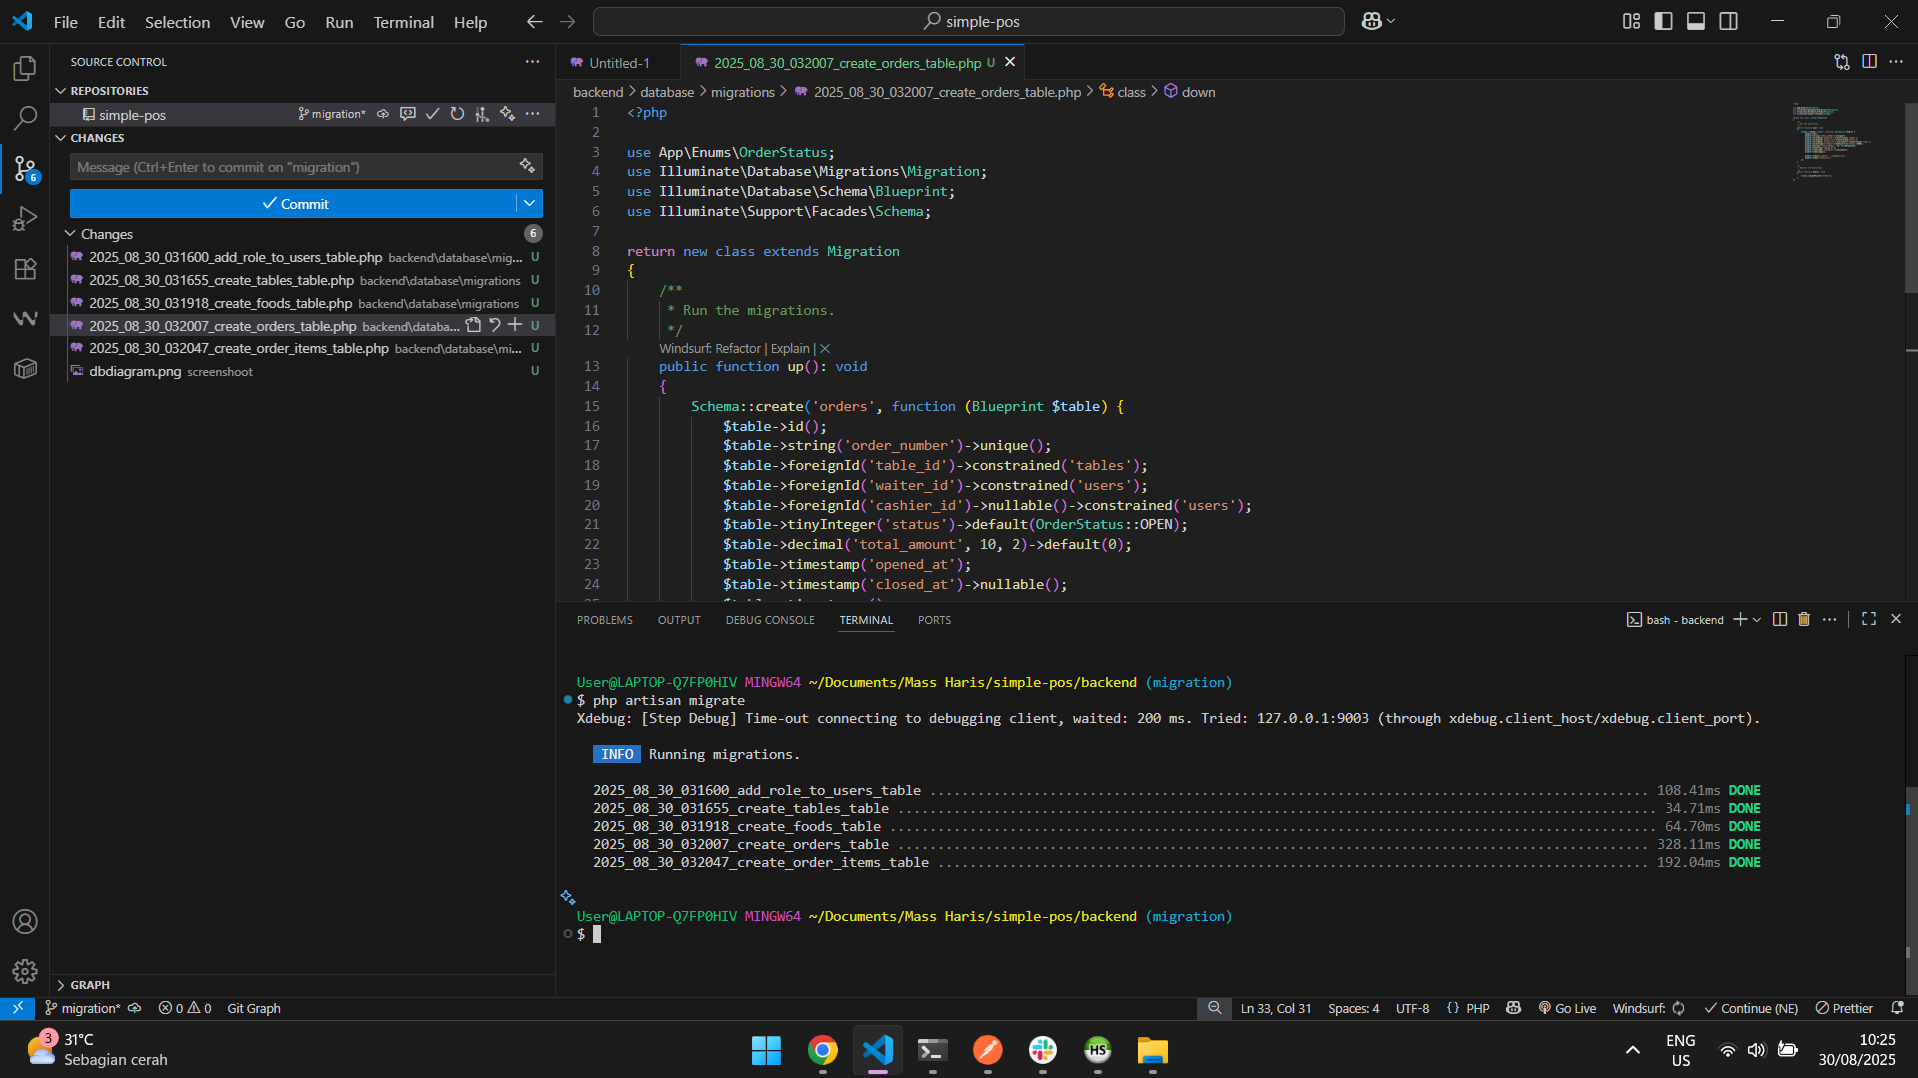 File Edit Selection View Go Run Terminal Help
simple-pos
SOURCE CONTROL
REPOSITORIES
simple-pos migration*
CHANGES
Message (Ctrl+Enter to commit on "migration")
Commit
Changes 6
2025_08_30_031600_add_role_to_users_table.php backend\database\mig... U
2025_08_30_031655_create_tables_table.php backend\database\migrations U
2025_08_30_031918_create_foods_table.php backend\database\migrations U
2025_08_30_032007_create_orders_table.php backend\databa... U
2025_08_30_032047_create_order_items_table.php backend\database\mi... U
dbdiagram.png screenshoot U
GRAPH
6
Untitled-1
2025_08_30_032007_create_orders_table.php U
backend > database > migrations > 2025_08_30_032007_create_orders_table.php > class > down
1 <?php
2
3 use App\Enums\OrderStatus;
4 use Illuminate\Database\Migrations\Migration;
5 use Illuminate\Database\Schema\Blueprint;
6 use Illuminate\Support\Facades\Schema;
7
8 return new class extends Migration
9 {
10 /**
11 * Run the migrations.
12 */
Windsurf: Refactor | Explain | X
13 public function up(): void
14 {
15 Schema::create('orders', function (Blueprint $table) {
16 $table->id();
17 $table->string('order_number')->unique();
18 $table->foreignId('table_id')->constrained('tables');
19 $table->foreignId('waiter_id')->constrained('users');
20 $table->foreignId('cashier_id')->nullable()->constrained('users');
21 $table->tinyInteger('status')->default(OrderStatus::OPEN);
22 $table->decimal('total_amount', 10, 2)->default(0);
23 $table->timestamp('opened_at');
24 $table->timestamp('closed_at')->nullable();
PROBLEMS OUTPUT DEBUG CONSOLE TERMINAL PORTS
bash - backend
User@LAPTOP-Q7FP0HIV MINGW64 ~/Documents/Mass Haris/simple-pos/backend (migration)
$ php artisan migrate
Xdebug: [Step Debug] Time-out connecting to debugging client, waited: 200 ms. Tried: 127.0.0.1:9003 (through xdebug.client_host/xdebug.client_port).
INFO Running migrations.
2025_08_30_031600_add_role_to_users_table ........ 108.41ms DONE
2025_08_30_031655_create_tables_table ........ 34.71ms DONE
2025_08_30_031918_create_foods_table ........ 64.70ms DONE
2025_08_30_032007_create_orders_table ........ 328.11ms DONE
2025_08_30_032047_create_order_items_table ........ 192.04ms DONE
User@LAPTOP-Q7FP0HIV MINGW64 ~/Documents/Mass Haris/simple-pos/backend (migration)
$
migration* 0 0 Git Graph
Ln 33, Col 31 Spaces: 4 UTF-8 {} PHP Go Live Windsurf: Continue (NE) Prettier
3
31°C
Sebagian cerah
HS
ENG
US
10:25
30/08/2025